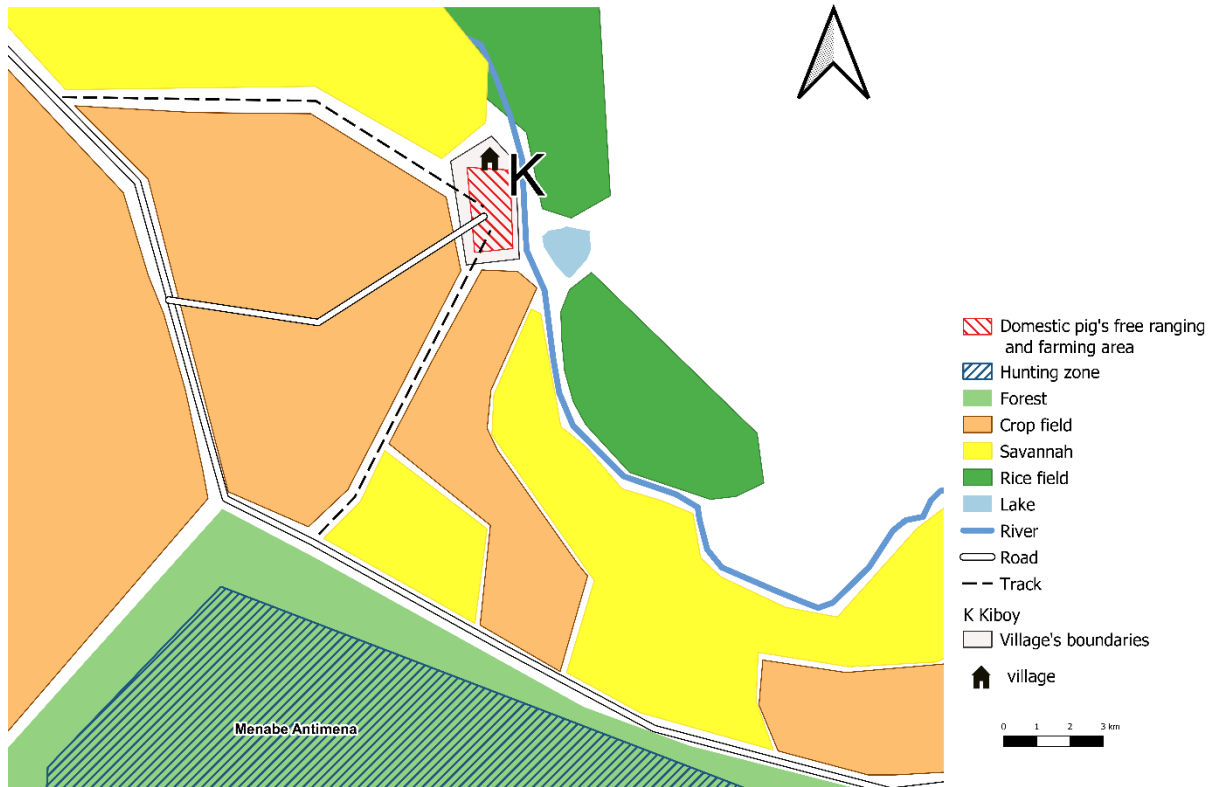 K
Menabe Antimena
Domestic pig's free ranging
and farming area
Hunting zone
Forest
Crop field
Savannah
Rice field
Lake
River
Road
Track
K Kiboy
Village's boundaries
village
0 1 2 3 km